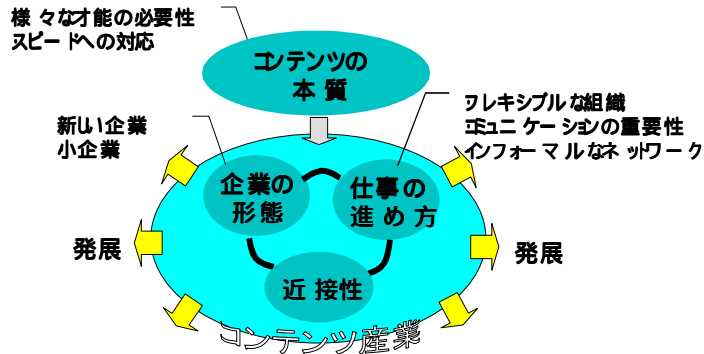 様々な才能の必要性
スピードへの対応
コンテンツの
本質
新しい企業
小企業
フレキシブルな組織
コミュニケーションの重要性
インフォーマルなネットワーク
企業の
形態
仕事の
進め方
発展
発展
近接性
コンテンツ産業